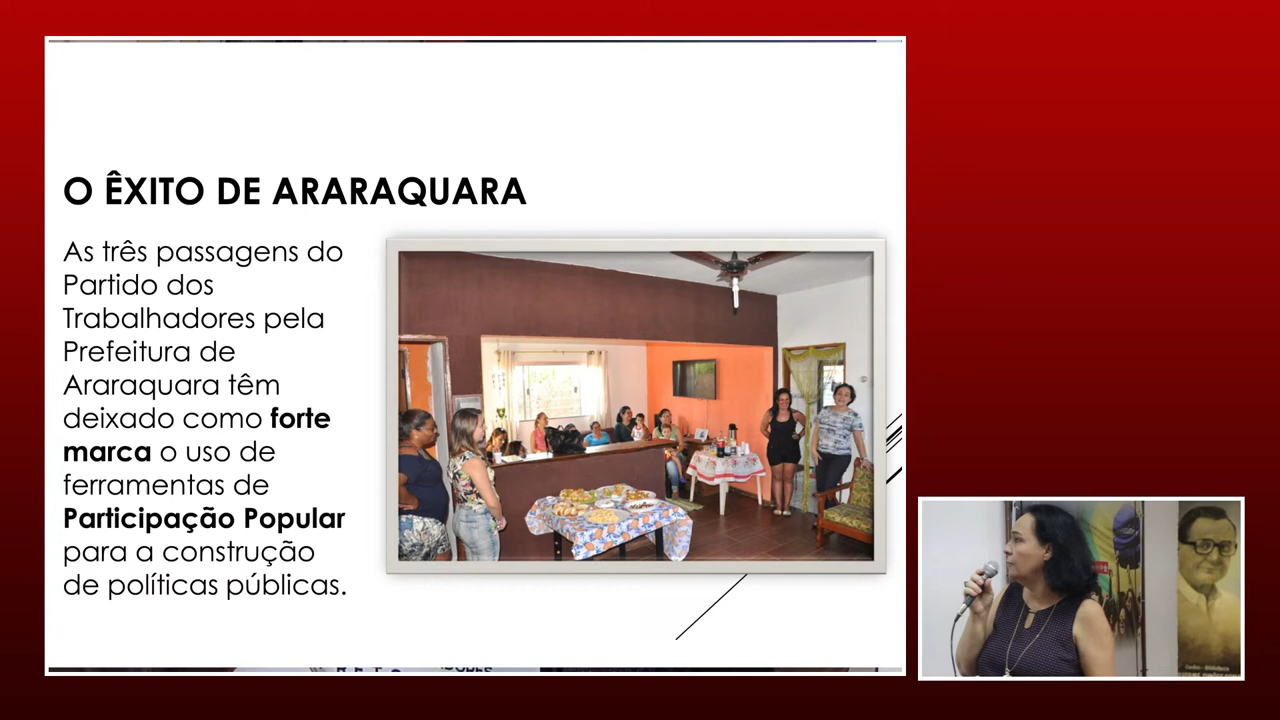 O ÊXITO DE ARARAQUARA
As três passagens do
Partido dos
Trabalhadores pela
Prefeitura de
Araraquara têm
deixado como forte
marca o uso de
ferramentas de
Participação Popular
para a construção
de políticas públicas.